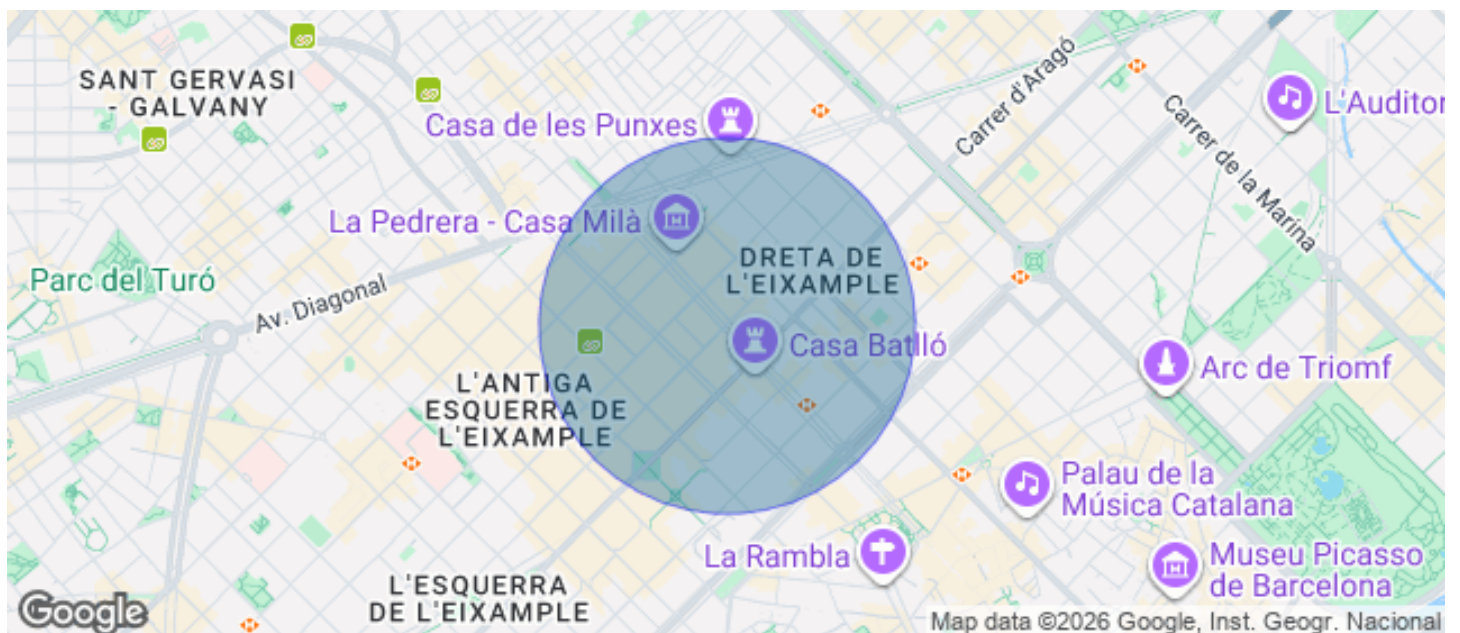 SANT GERVASI
- GALVANY
Casa de les Punxes
Carrer d'Aragó
L'Auditor
Carrer de la Marina
La Pedrera - Casa Milà
DRETA DE
L'EIXAMPLE
Parc del Turó
Av. Diagonal
Casa Batlló
Arc de Triomf
L'ANTIGA
ESQUERRA DE
L'EIXAMPLE
Palau de la
Música Catalana
La Rambla
Museu Picasso
de Barcelona
L'ESQUERRA
DE L'EIXAMPLE
Google
Map data ©2026 Google, Inst. Geogr. Nacional